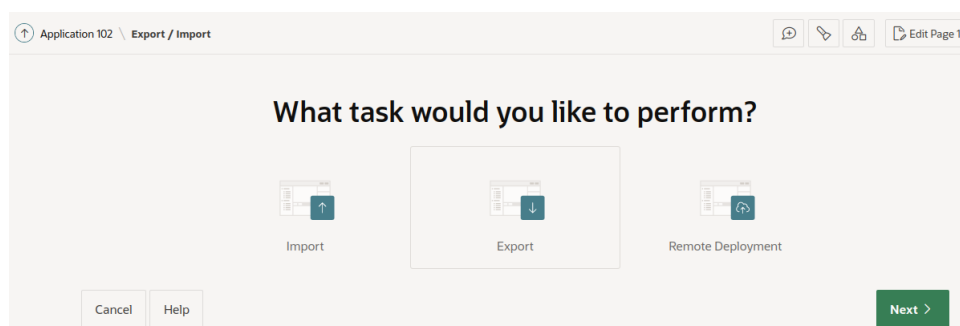 Application 102 \ Export / Import
Edit Page 1
What task would you like to perform?
Import
Export
Remote Deployment
Cancel
Help
Next >